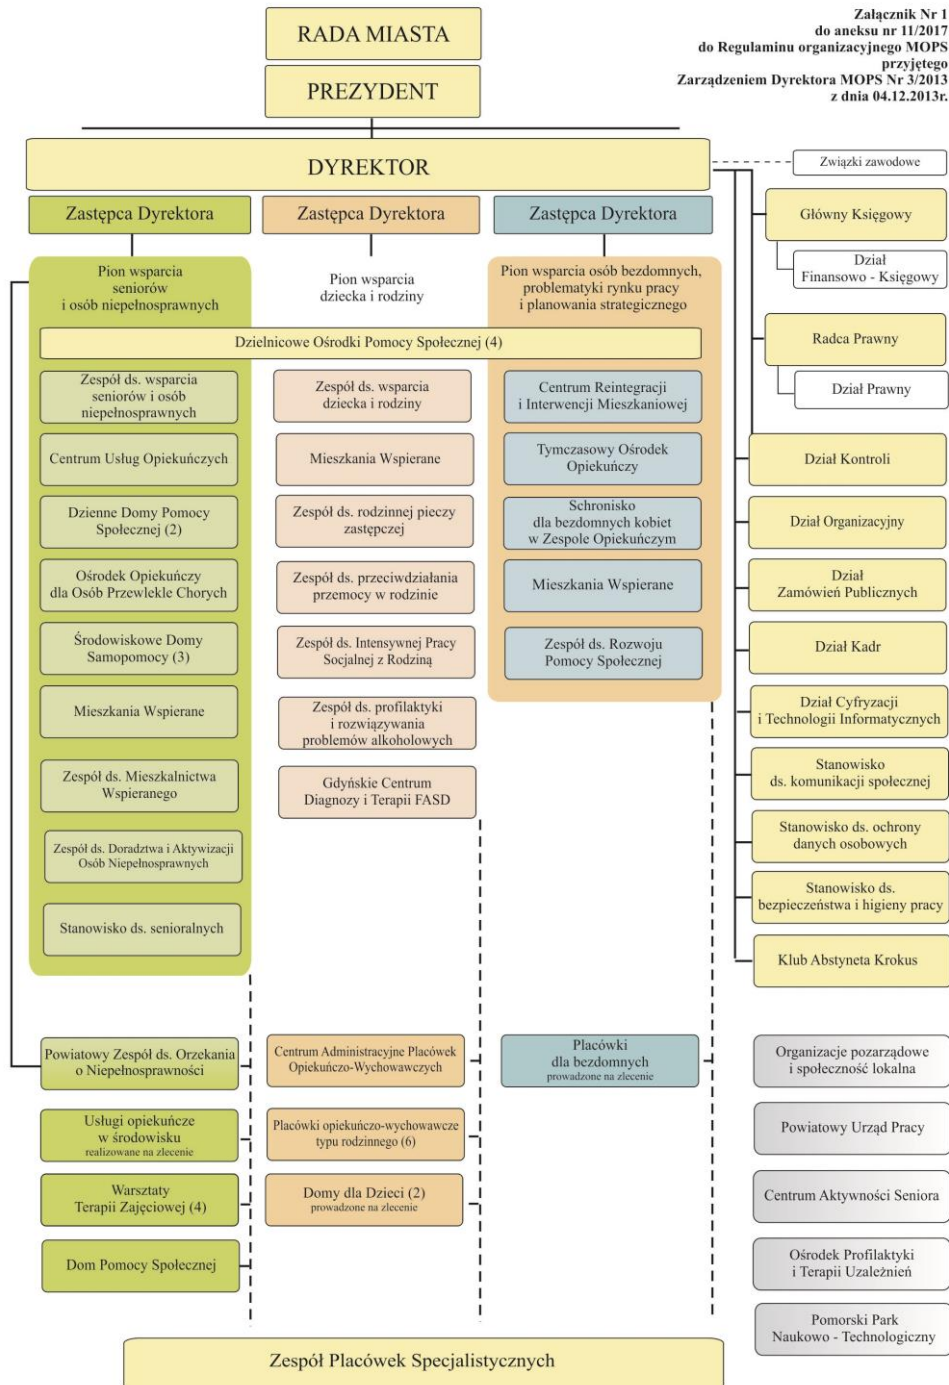 Załącznik Nr 1
do aneksu nr 11/2017
do Regulaminu organizacyjnego MOPS
przyjętego
Zarządzeniem Dyrektora MOPS Nr 3/2013
z dnia 04.12.2013r.
RADA MIASTA
PREZYDENT
DYREKTOR
Związki zawodowe
Zastępca Dyrektora
Zastępca Dyrektora
Zastępca Dyrektora
Pion wsparcia
seniorów
i osób niepełnosprawnych
Pion wsparcia
dziecka i rodziny
Pion wsparcia osób bezdomnych,
problematyki rynku pracy
i planowania strategicznego
Dzielnicowe Ośrodki Pomocy Społecznej (4)
Zespół ds. wsparcia
seniorów i osób
niepełnosprawnych
Centrum Usług Opiekuńczych
Dzienne Domy Pomocy
Społecznej (2)
Ośrodek Opiekuńczy
dla Osób Przewlekle Chorych
Środowiskowe Domy
Samopomocy (3)
Mieszkania Wspierane
Zespół ds. Mieszkalnictwa
Wspieranego
Zespół ds. Doradztwa i Aktywizacji
Osób Niepełnosprawnych
Stanowisko ds. senioralnych
Zespół ds. wsparcia
dziecka i rodziny
Mieszkania Wspierane
Zespół ds. rodzinnej pieczy
zastępczej
Zespół ds. przeciwdziałania
przemocy w rodzinie
Zespół ds. Intensywnej Pracy
Socjalnej z Rodziną
Zespół ds. profilaktyki
i rozwiązywania
problemów alkoholowych
Gdyńskie Centrum
Diagnozy i Terapii FASD
Centrum Reintegracji
i Interwencji Mieszkaniowej
Tymczasowy Ośrodek
Opiekuńczy
Schronisko
dla bezdomnych kobiet
w Zespole Opiekuńczym
Mieszkania Wspierane
Zespół ds. Rozwoju
Pomocy Społecznej
Główny Księgowy
Dział
Finansowo - Księgowy
Radca Prawny
Dział Prawny
Dział Kontroli
Dział Organizacyjny
Dział
Zamówień Publicznych
Dział Kadr
Dział Cyfryzacji
i Technologii Informatycznych
Stanowisko
ds. komunikacji społecznej
Stanowisko ds. ochrony
danych osobowych
Stanowisko ds.
bezpieczeństwa i higieny pracy
Klub Abstyneta Krokus
Powiatowy Zespół ds. Orzekania
o Niepełnosprawności
Usługi opiekuńcze
w środowisku
realizowane na zlecenie
Warsztaty
Terapii Zajęciowej (4)
Dom Pomocy Społecznej
Centrum Administracyjne Placówek
Opiekuńczo-Wychowawczych
Placówki opiekuńczo-wychowawcze
typu rodzinnego (6)
Domy dla Dzieci (2)
prowadzone na zlecenie
Placówki
dla bezdomnych
prowadzone na zlecenie
Organizacje pozarządowe
i społeczność lokalna
Powiatowy Urząd Pracy
Centrum Aktywności Seniora
Ośrodek Profilaktyki
i Terapii Uzależnień
Pomorski Park
Naukowo - Technologiczny
Zespół Placówek Specjalistycznych